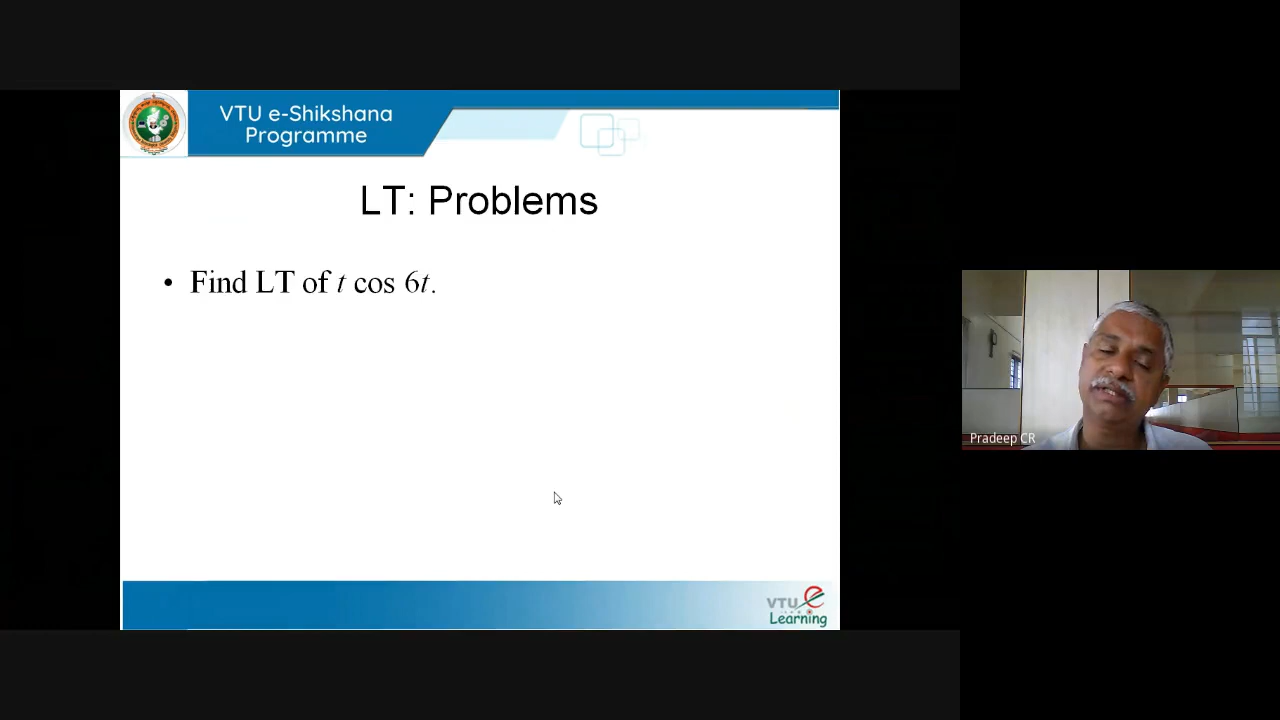 VTU e-Shikshana
Programme
LT: Problems
• Find LT of t cos 6t.
Pradeep CR
VTU e
Learning